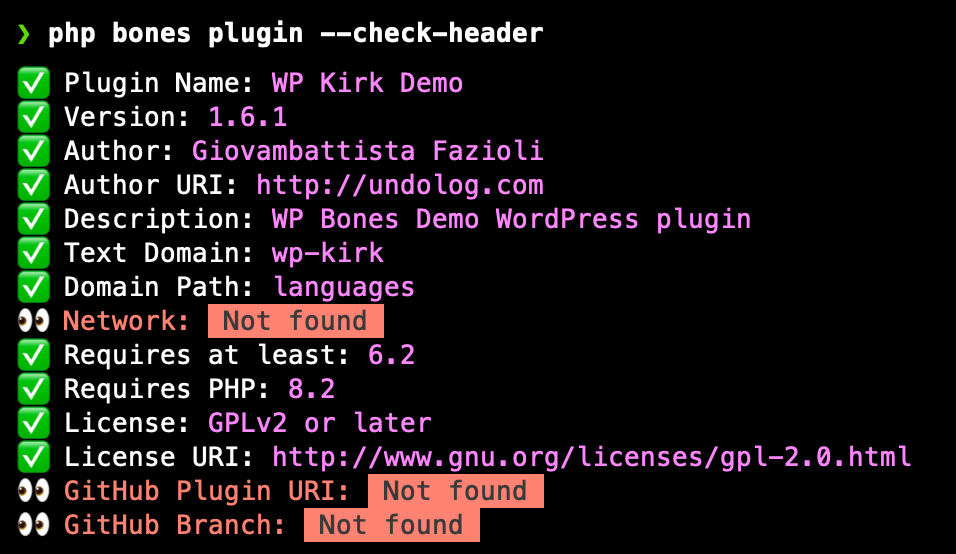 ❯ php bones plugin --check-header
✅ Plugin Name: WP Kirk Demo
✅ Version: 1.6.1
✅ Author: Giovambattista Fazioli
✅ Author URI: http://undolog.com
✅ Description: WP Bones Demo WordPress plugin
✅ Text Domain: wp-kirk
✅ Domain Path: languages
👀 Network: Not found
✅ Requires at least: 6.2
✅ Requires PHP: 8.2
✅ License: GPLv2 or later
✅ License URI: http://www.gnu.org/licenses/gpl-2.0.html
👀 GitHub Plugin URI: Not found
👀 GitHub Branch: Not found